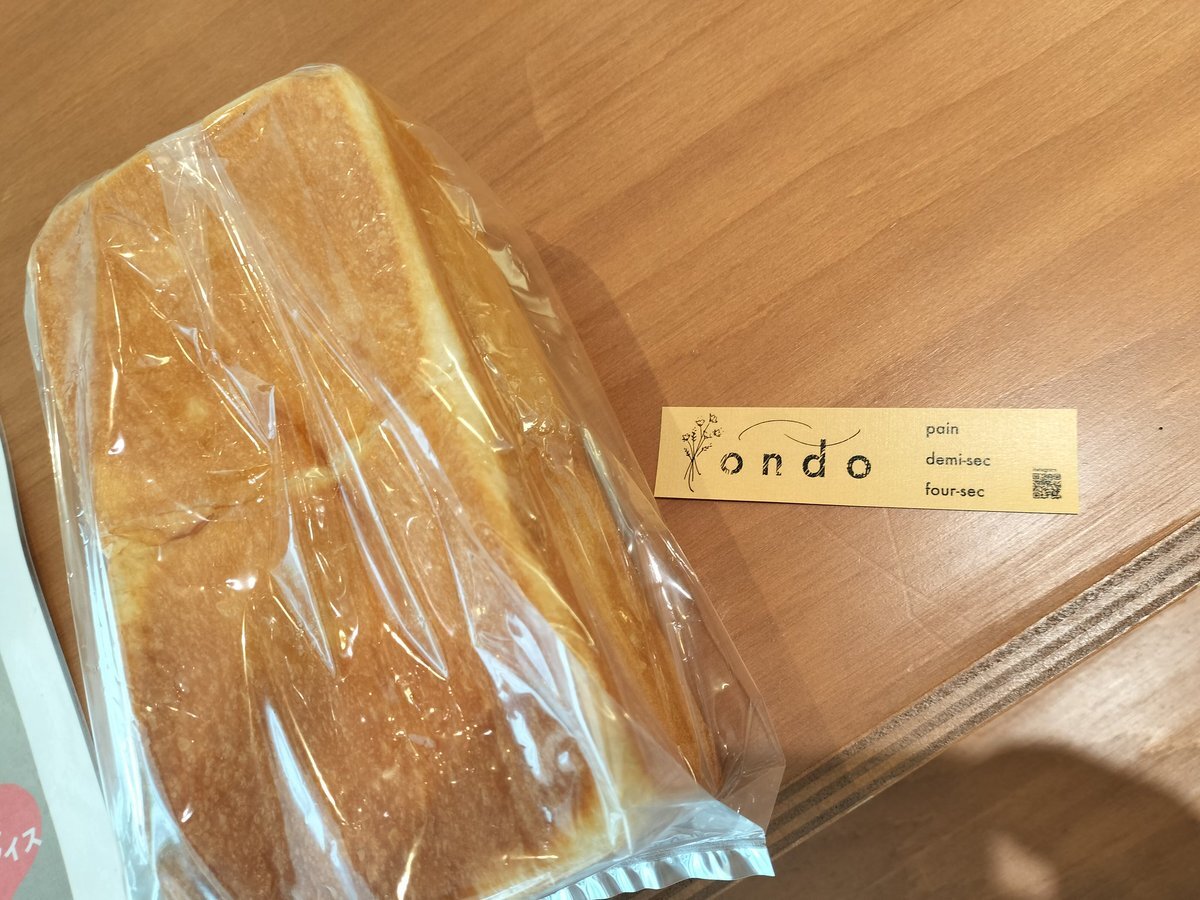 ondo
pain
demi-sec
four-sec
イス